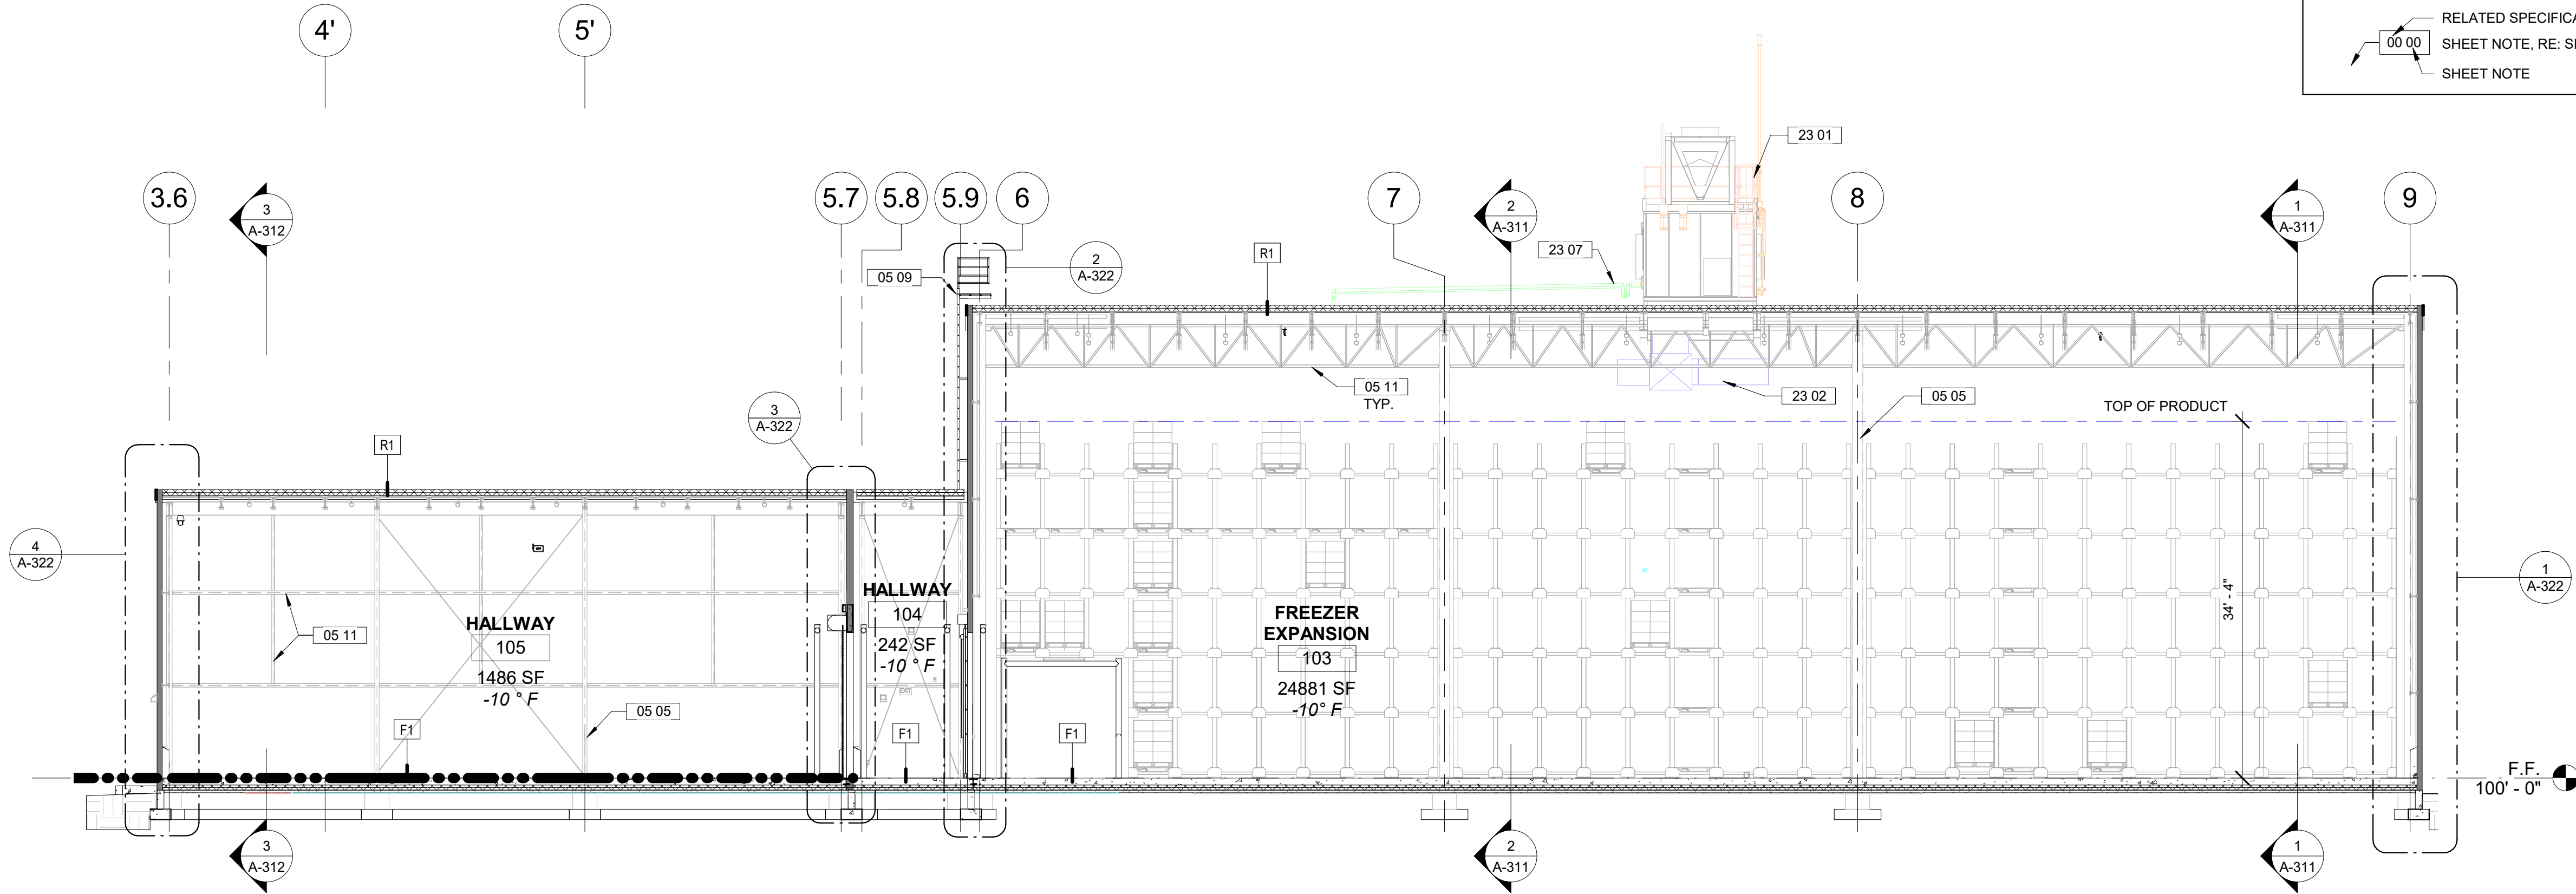 RELATED SPECIFICA
00 00
SHEET NOTE, RE: S
SHEET NOTE
4'
5'
3.6
5.7
5.8
5.9
6
7
8
9
3
A-312
2
A-311
1
A-311
23 01
23 07
05 09
R1
2
A-322
t
t
05 11
TYP.
23 02
05 05
TOP OF PRODUCT
3
A-322
R1
4
A-322
1
A-322
34' - 4"
HALLWAY
105
1486 SF
-10 ° F
05 11
05 05
HALLWAY
104
242 SF
-10 ° F
EXIT
FREEZER
EXPANSION
103
24881 SF
-10° F
F1
F1
F1
F.F.
100' - 0"
3
A-312
2
A-311
1
A-311